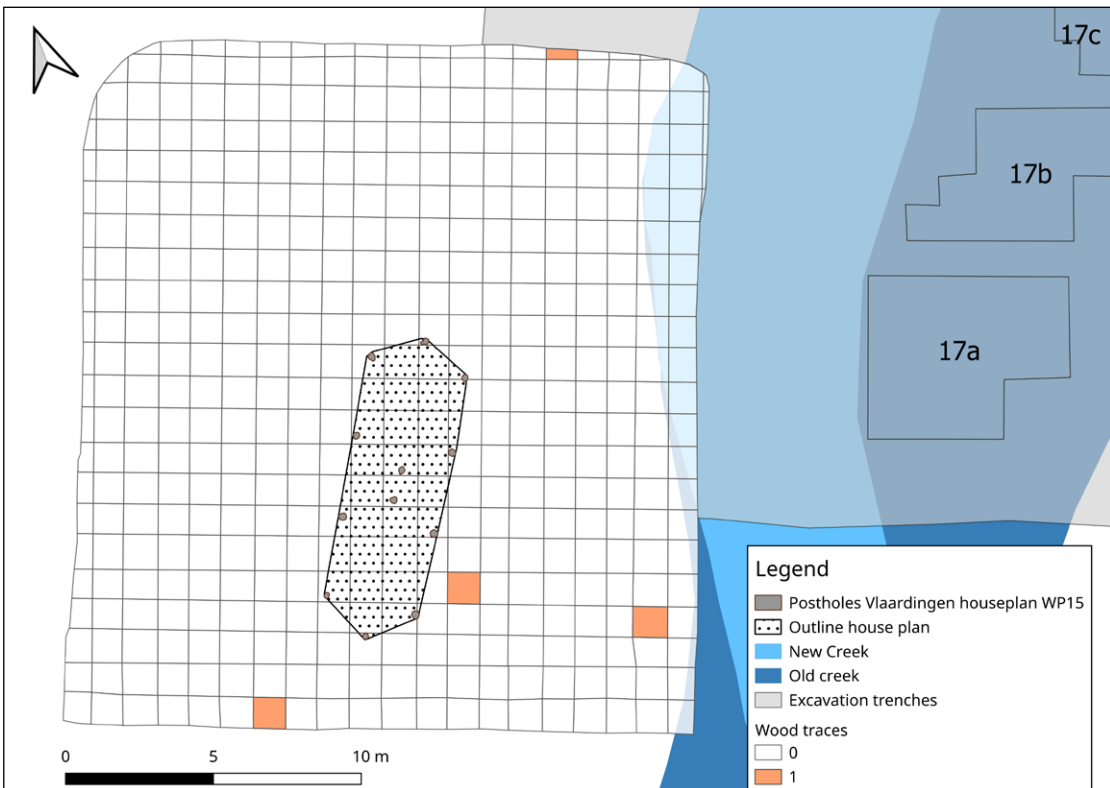 17c
17b
17a
Legend
Postholes Vlaardingen houseplan WP15
Outline house plan
New Creek
Old creek
Excavation trenches
Wood traces
0
1
0 5 10 m